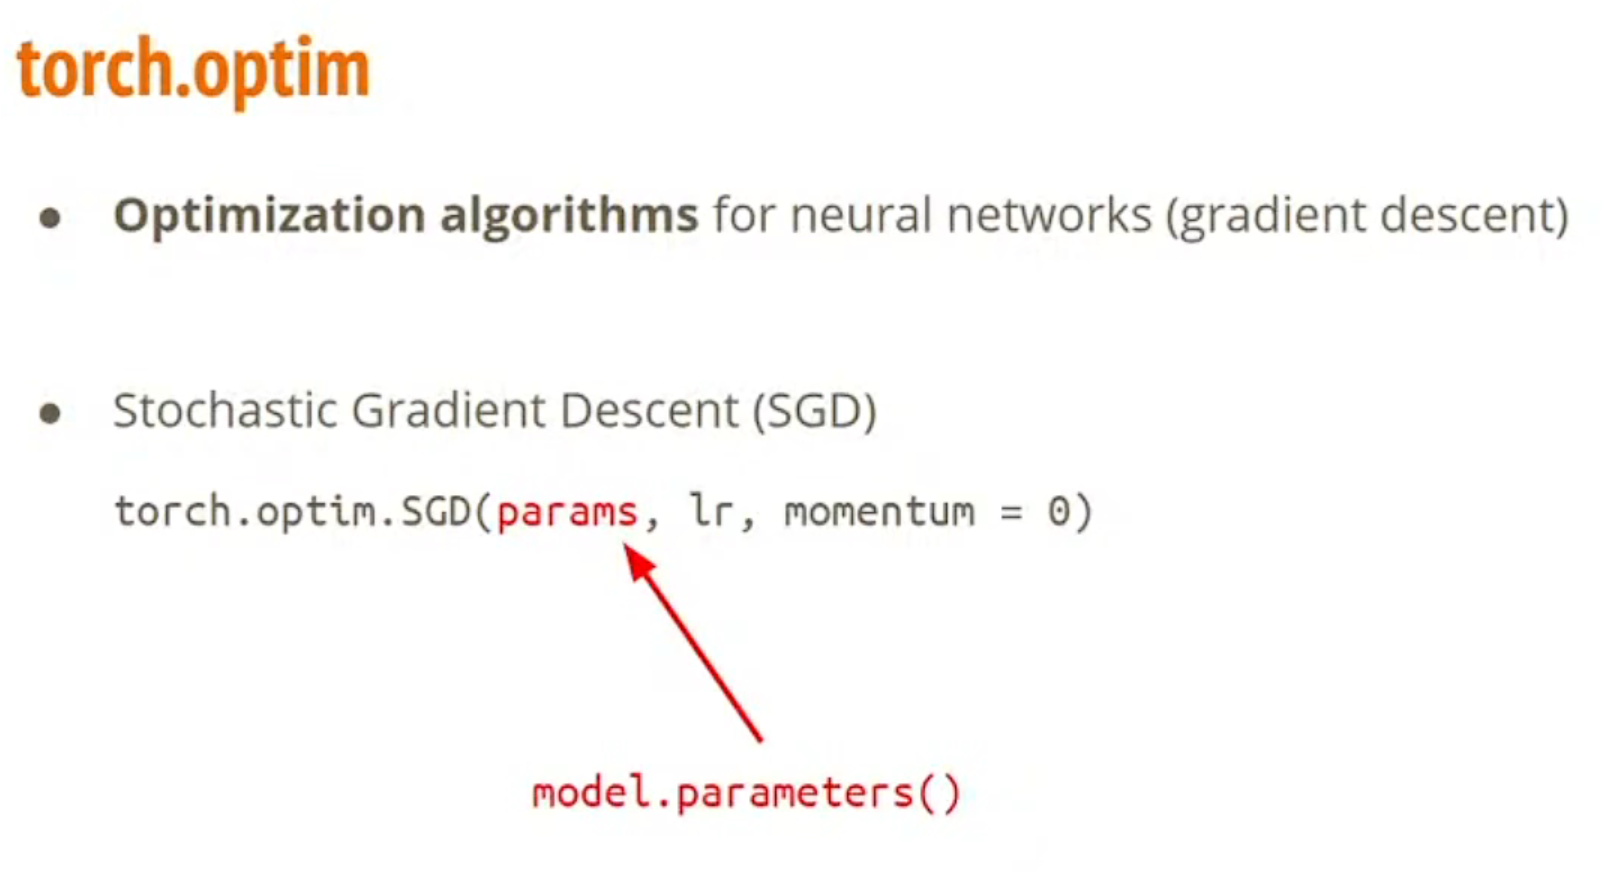 torch.optim
● Optimization algorithms for neural networks (gradient descent)
● Stochastic Gradient Descent (SGD)
torch.optim.SGD(params, lr, momentum = 0)
model.parameters()